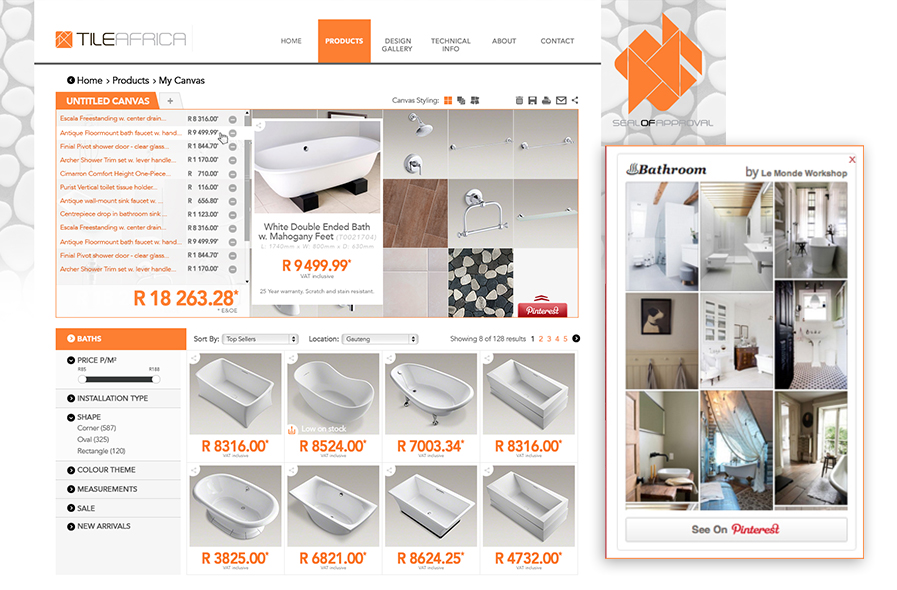 TILEAFRICA
HOME
PRODUCTS
DESIGN
GALLERY
TECHNICAL
INFO
ABOUT
CONTACT
Home › Products › My Canvas
UNTITLED CANVAS
+
Canvas Styling:
Escala Freestanding w. center drain... R 8 316.00*
Antique Floormount bath faucet w. hand... R 9 499.99*
Finial Pivot shower door - clear glass... R 1 844.70*
Archer Shower Trim set w. lever handle... R 1 170.00*
Cimarron Comfort Height One-Piece... R 710.00*
Purist Vertical toilet tissue holder... R 116.00*
Antique wall-mount sink faucet w. ... R 656.80*
Centrepiece drop in bathroom sink ... R 1 123.00*
Escala Freestanding w. center drain... R 8 316.00*
Antique Floormount bath faucet w. hand... R 9 499.99*
Finial Pivot shower door - clear glass... R 1 844.70*
Archer Shower Trim set w. lever handle... R 1 170.00*
R 18 263.28*
* E&OE
White Double Ended Bath
w. Mahogany Feet (T0021704)
L: 1740mm x W: 800mm x D: 630mm
R 9 499.99*
VAT inclusive
25 Year warranty. Scratch and stain resistant.
Pinterest
BATHS
PRICE P/M²
R85 R188
INSTALLATION TYPE
SHAPE
Corner (587)
Oval (325)
Rectangle (120)
COLOUR THEME
MEASUREMENTS
SALE
NEW ARRIVALS
Sort By: Top Sellers Location: Gauteng Showing 8 of 128 results 1 2 3 4 5
Low on stock
R 8316.00* R 8524.00* R 7003.34* R 8316.00*
VAT inclusive VAT inclusive VAT inclusive VAT inclusive
R 3825.00* R 6821.00* R 8624.25* R 4732.00*
VAT inclusive VAT inclusive VAT inclusive VAT inclusive
SEALOFAPPROVAL
X
Bathroom by Le Monde Workshop
See On Pinterest